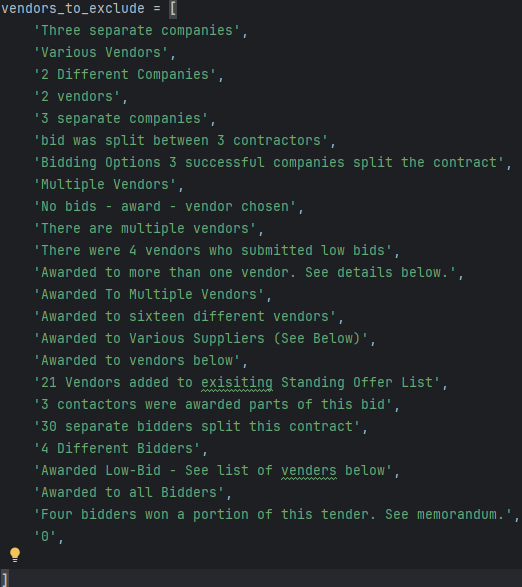 vendors_to_exclude = [
'Three separate companies',
'Various Vendors',
'2 Different Companies',
'2 vendors',
'3 separate companies',
'bid was split between 3 contractors',
'Bidding Options 3 successful companies split the contract',
'Multiple Vendors',
'No bids - award - vendor chosen',
'There are multiple vendors',
'There were 4 vendors who submitted low bids',
'Awarded to more than one vendor. See details below.',
'Awarded To Multiple Vendors',
'Awarded to sixteen different vendors',
'Awarded to Various Suppliers (See Below)',
'Awarded to vendors below',
'21 Vendors added to exisiting Standing Offer List',
'3 contactors were awarded parts of this bid',
'30 separate bidders split this contract',
'4 Different Bidders',
'Awarded Low-Bid - See list of venders below',
'Awarded to all Bidders',
'Four bidders won a portion of this tender. See memorandum.',
'0',
]